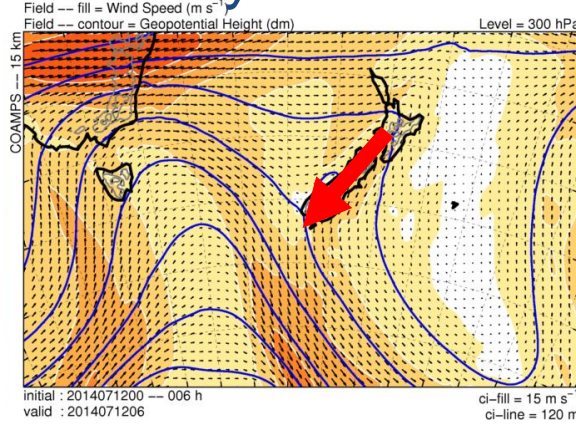 Field –– fill = Wind Speed (m s⁻¹)
Field –– contour = Geopotential Height (dm)
Level = 300 hPa
COAMPS –– 15 km
initial : 2014071200 –– 006 h
valid : 2014071206
ci–fill = 15 m s⁻
ci–line = 120 m